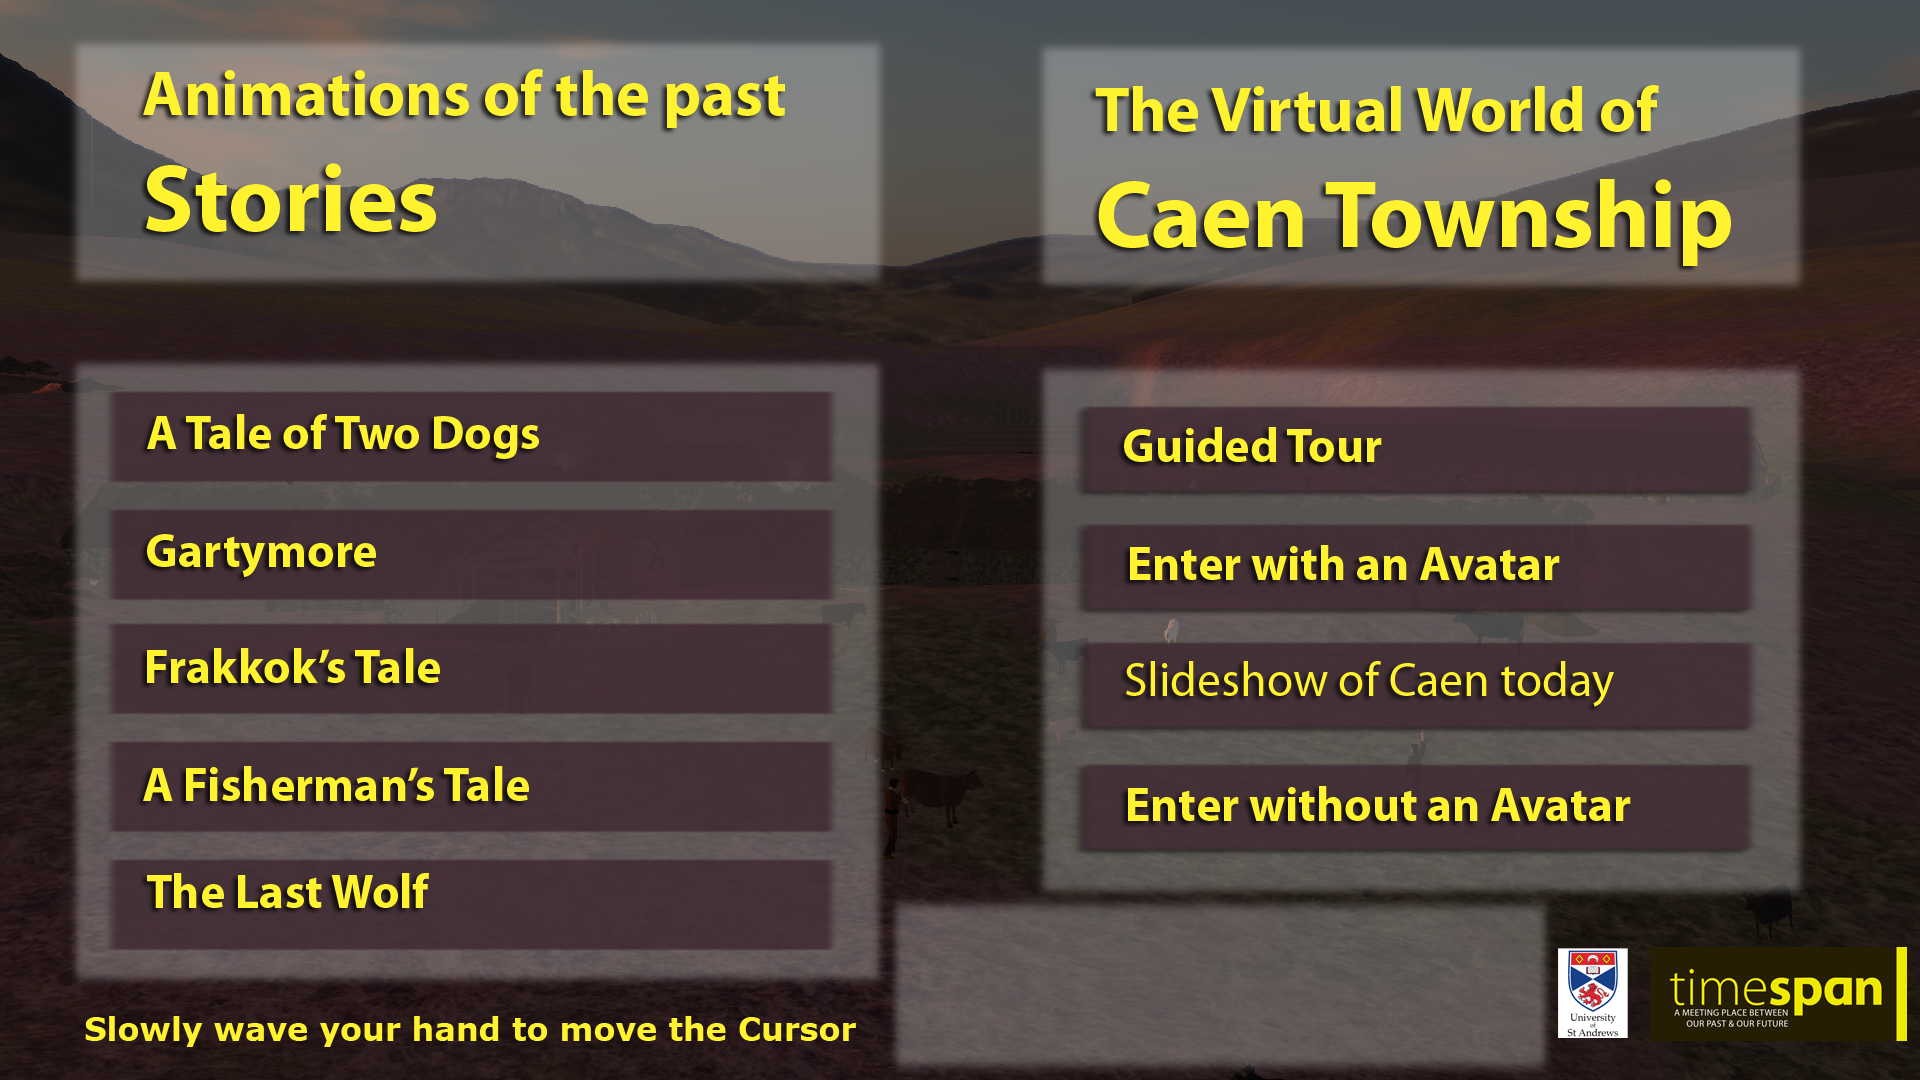 Animations of the past
Stories
A Tale of Two Dogs
Gartymore
Frakkok’s Tale
A Fisherman’s Tale
The Last Wolf
Slowly wave your hand to move the Cursor
The Virtual World of
Caen Township
Guided Tour
Enter with an Avatar
Slideshow of Caen today
Enter without an Avatar
University
of
St Andrews
timespan
A MEETING PLACE BETWEEN
OUR PAST & OUR FUTURE